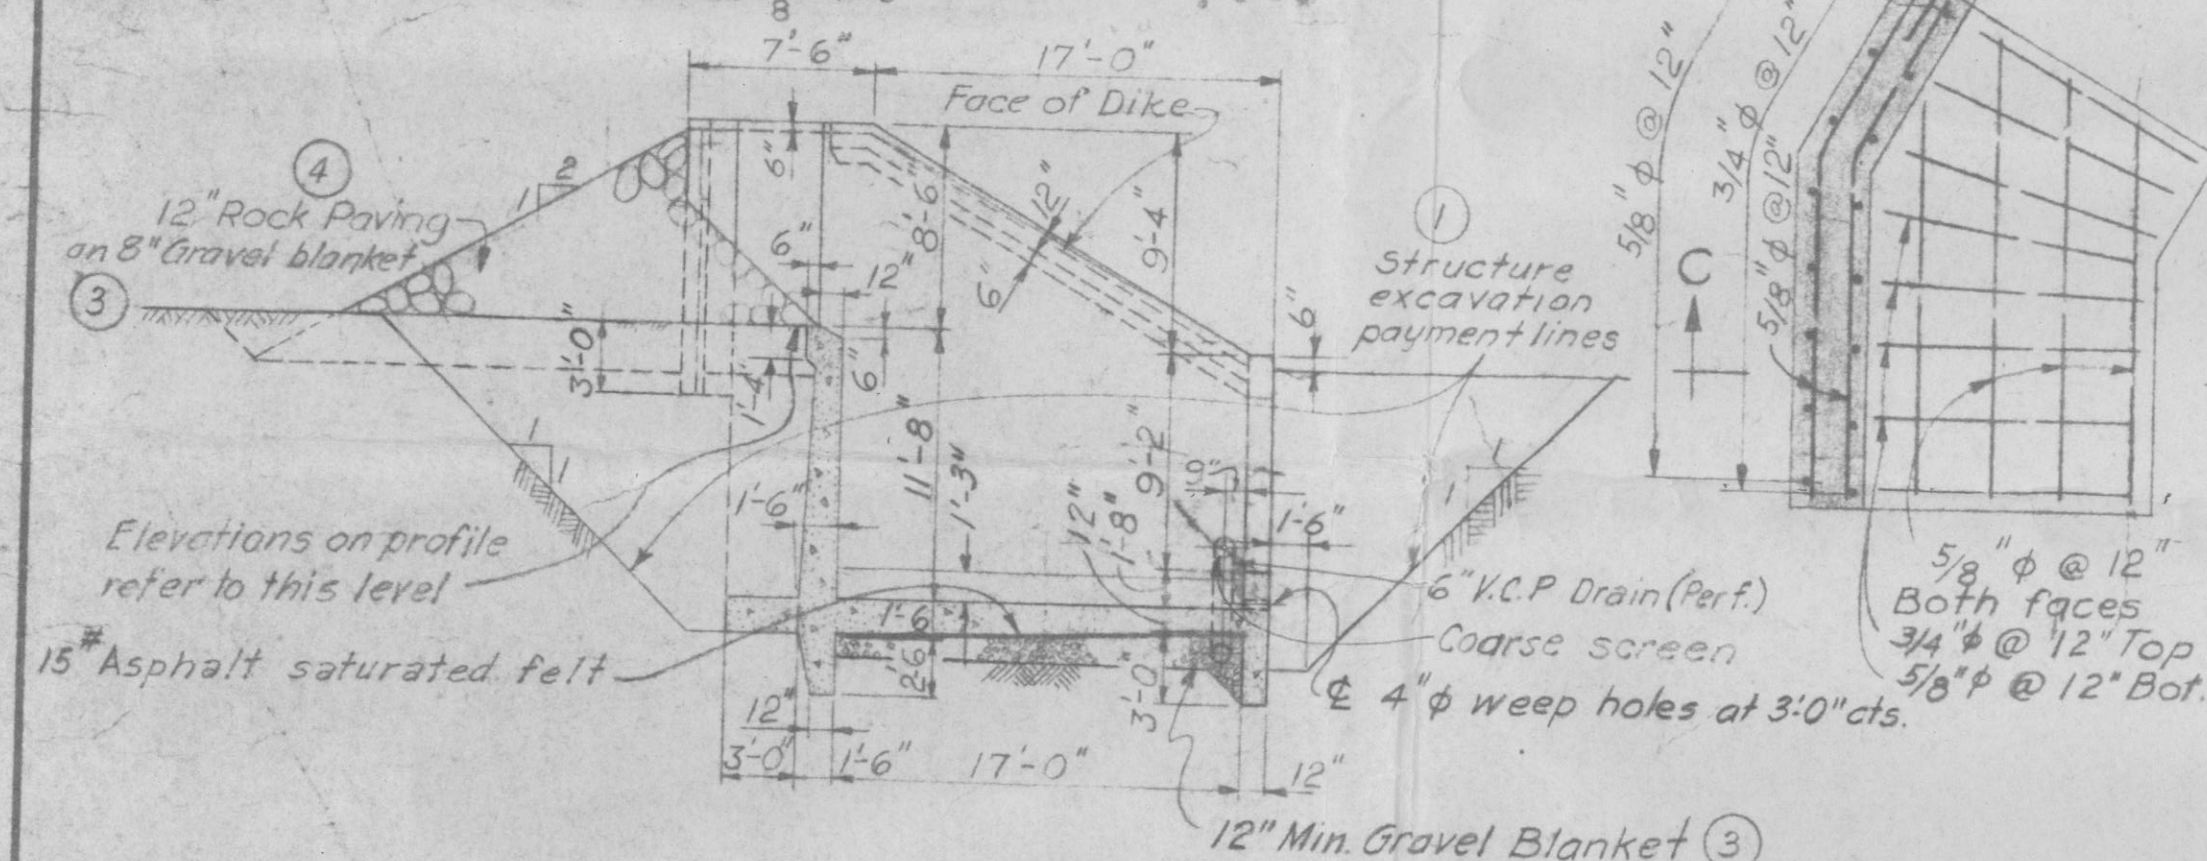 8
7'-6"
17'-0"
Face of Dike
6"
8'-6"
12"
6"
9'-4"
4
1
2
12" Rock Paving
on 8" Gravel blanket
3
6"
12"
6"
3'-0"
1'-4"
1
Structure
excavation
payment lines
6"
1
1
11'-8"
1'-3"
12"
1'-8"
9'-2"
1'-6"
1'-6"
1
1
Elevations on profile
refer to this level
15# Asphalt saturated felt
1'-6
2'-6"
3'-0"
6" V.C.P Drain (Perf.)
Coarse screen
℄ 4" ϕ weep holes at 3'-0" cts.
12"
3'-0"
1'-6"
17'-0"
12"
12" Min. Gravel Blanket 3
5/8" ϕ @ 12"
3/4" ϕ @ 12"
5/8" ϕ @ 12"
C
5/8" ϕ @ 12"
Both faces
3/4" ϕ @ 12" Top
5/8" ϕ @ 12" Bot.